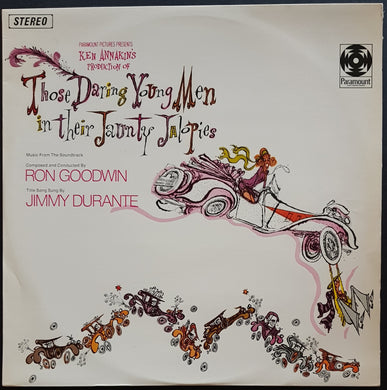 STEREO
PARAMOUNT PICTURES PRESENTS
KEN ANNAKIN'S
PRODUCTION OF
Those Daring Young Men
in their Jaunty Jalopies
Music From The Soundtrack
Composed and Conducted By
RON GOODWIN
Title Song Sung By
JIMMY DURANTE
Paramount